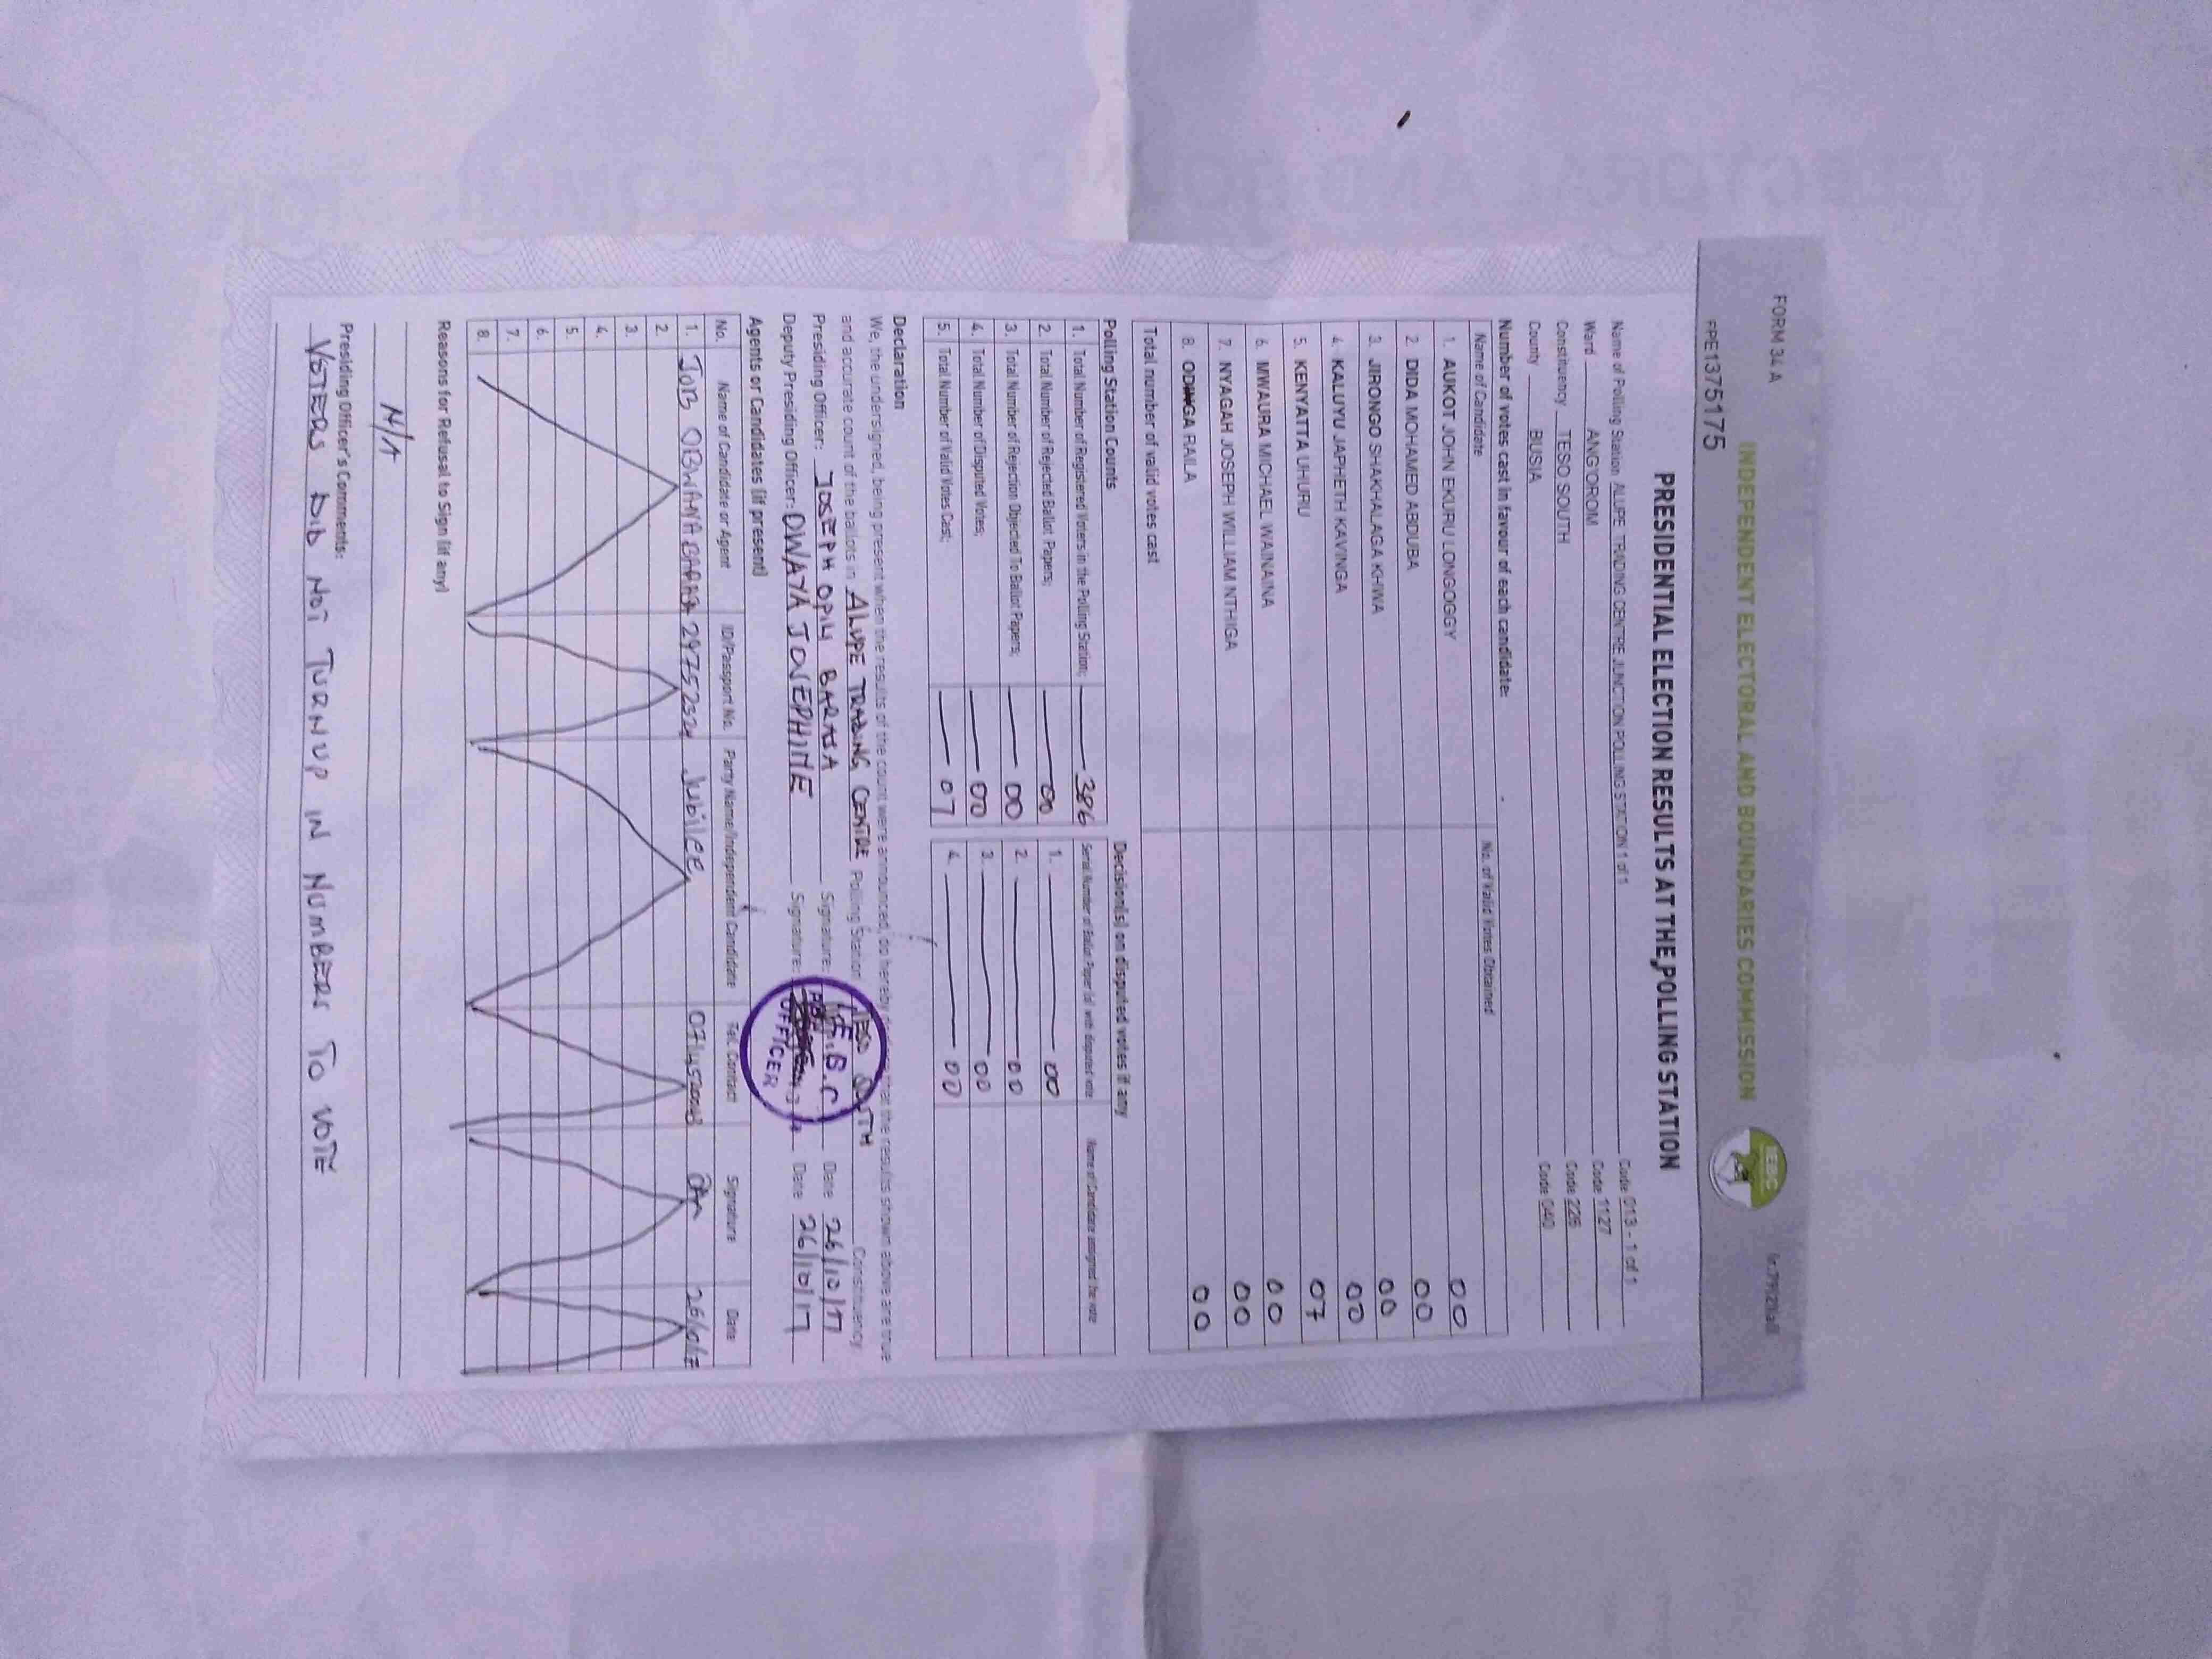 FORM 34 A
INDEPENDENT ELECTORAL AND BOUNDARIES COMMISSION
IEBC
PPE1375175
PRESIDENTIAL ELECTION RESULTS AT THE POLLING STATION
Name of Polling Station ALUPE TRADING CENTRE JUNCTION POLLING STATION 1 of 1 Code 013 - 1 of 1
Ward ANG'OROM Code 1127
Constituency TESO SOUTH Code 226
County BUSIA Code 040
Number of votes cast in favour of each candidate:
Name of Candidate No. of Valid Votes Obtained
1. AUKOT JOHN EKURU LONGOGGY 00
2. DIDA MOHAMED ABDUBA 00
3. JIRONGO SHAKHALAGA KHWA 00
4. KALUYU JAPHETH KAVINGA 00
5. KENYATTA UHURU 07
6. MWAURA MICHAEL WAINAINA 00
7. NYAGAH JOSEPH WILLIAM NTHIGA 00
8. ODINGA RAILA 00
Total number of valid votes cast
Polling Station Counts
1. Total Number of Registered Voters in the Polling Station; 386
2. Total Number of Rejected Ballot Papers; 00
3. Total Number of Rejection Objected To Ballot Papers; 00
4. Total Number of Disputed Votes; 00
5. Total Number of Valid Votes Cast; 07
Decision(s) on disputed votes if any
Serial Number of Ballot Paper (s) with disputed vote Name of Candidate assigned the vote
1. 00
2. 00
3. 00
4. 00
Declaration
We, the undersigned, being present when the results of the count were announced, do hereby that the results shown above are true
and accurate count of the ballots in ALUPE TRADING CENTRE Polling Station TESO SOUTH Constituency
Presiding Officer: JOSEPH OPILI BARASA Signature: Date 26/10/17
Deputy Presiding Officer: OWAYA JOSEPHINE Signature: Date 26/10/17
I.E.B.C
OFFICER
Agents or Candidates (if present)
No. Name of Candidate or Agent ID/Passport No. Party Name/Independent Candidate Tel. Contact Signature Date
1. JOB Jubilee
2.
3.
4.
5.
6.
7.
8.
Reasons for Refusal to Sign (if any)
N/A
Presiding Officer's Comments:
VOTERS DID NOT TURN UP IN NUMBERS TO VOTE